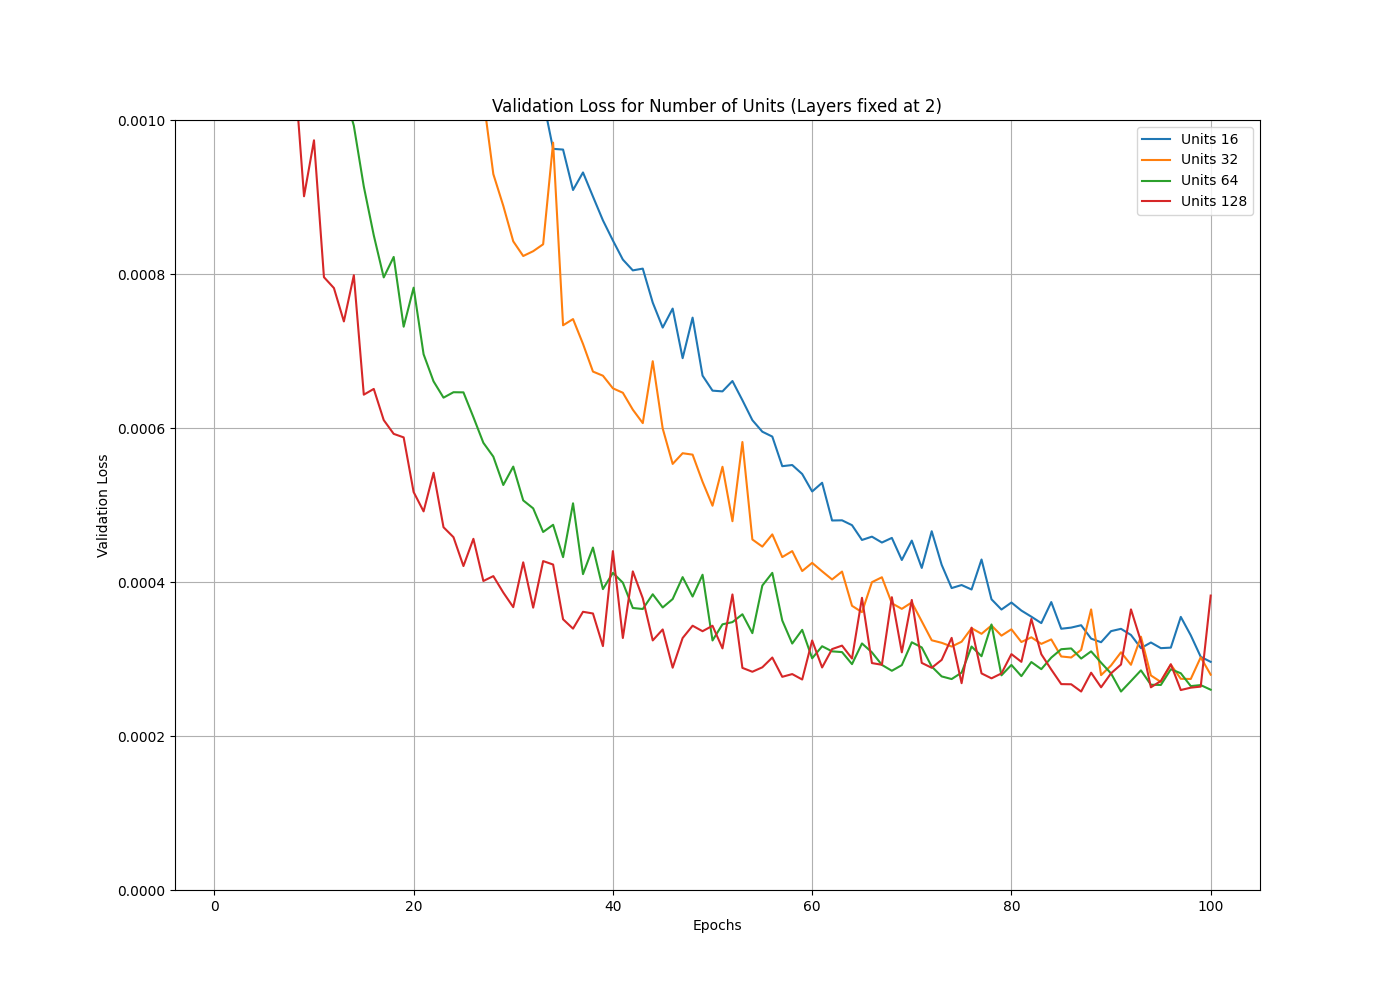 Validation Loss for Number of Units (Layers fixed at 2)
Units 16
Units 32
Units 64
Units 128
Validation Loss
0.0010
0.0008
0.0006
0.0004
0.0002
0.0000
0 20 40 60 80 100
Epochs